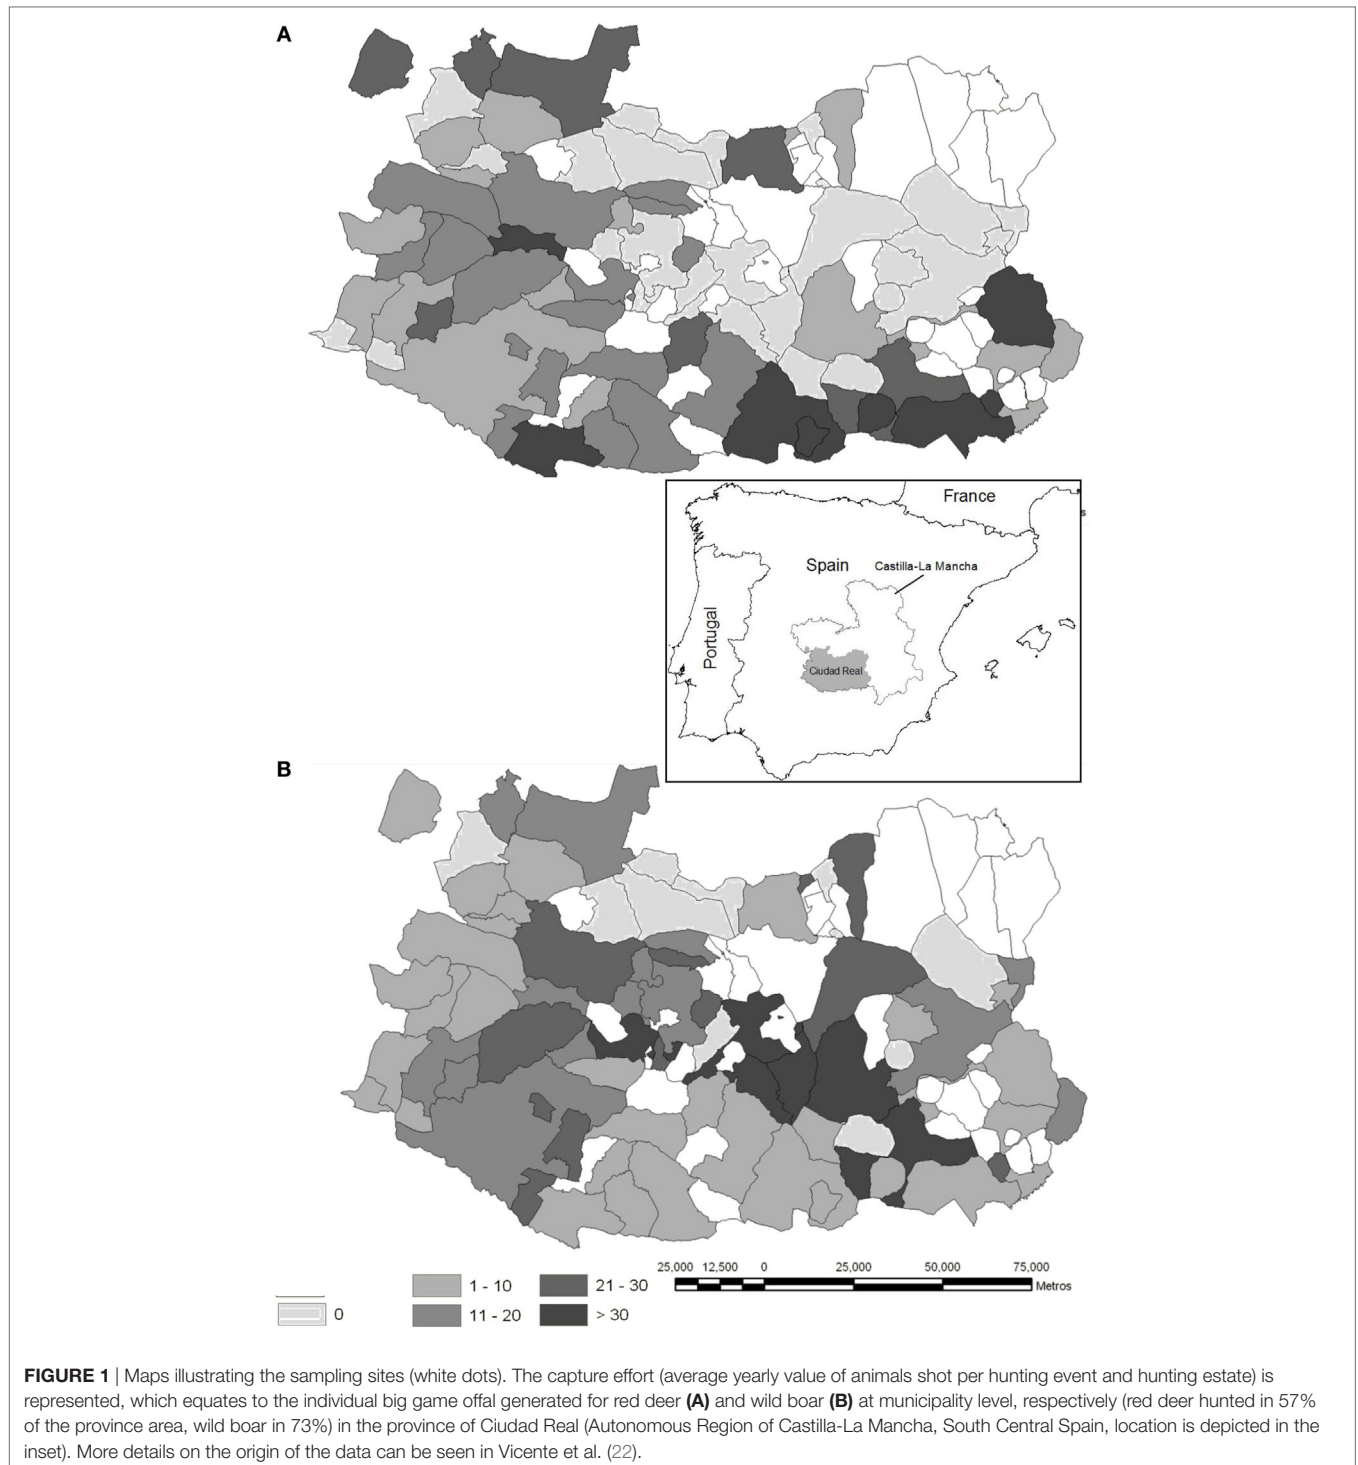 A
France
s
Spain
Castilla-La Mancha
Portugal
Ciudad Real
B
25,000 12,500 0 25,000 50,000 75,000
Metros
0
1 - 10
11 - 20
21 - 30
> 30
FIGURE 1 | Maps illustrating the sampling sites (white dots). The capture effort (average yearly value of animals shot per hunting event and hunting estate) is
represented, which equates to the individual big game offal generated for red deer (A) and wild boar (B) at municipality level, respectively (red deer hunted in 57%
of the province area, wild boar in 73%) in the province of Ciudad Real (Autonomous Region of Castilla-La Mancha, South Central Spain, location is depicted in the
inset). More details on the origin of the data can be seen in Vicente et al. (22).